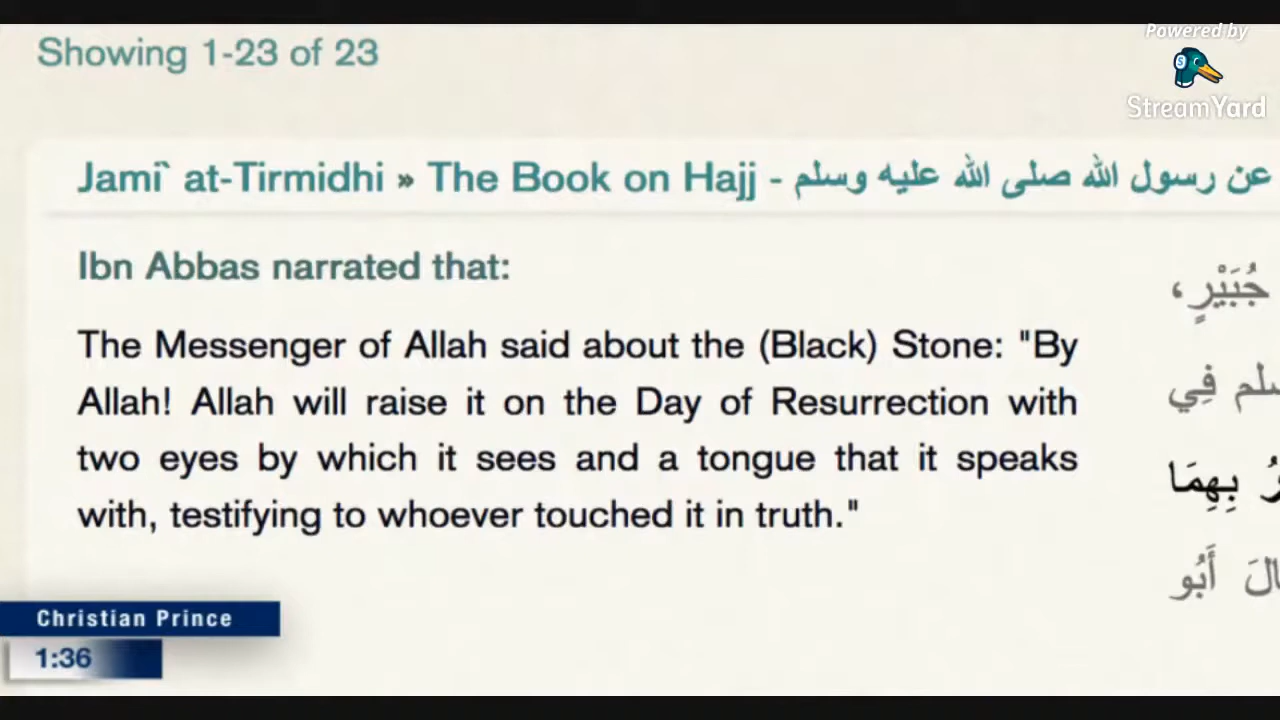 Powered by
StreamYard
Showing 1-23 of 23
Jami` at-Tirmidhi » The Book on Hajj - عن رسول الله صلى الله عليه وسلم
Ibn Abbas narrated that:
The Messenger of Allah said about the (Black) Stone: "By
Allah! Allah will raise it on the Day of Resurrection with
two eyes by which it sees and a tongue that it speaks
with, testifying to whoever touched it in truth."
جُبَيْرٍ،
فِي
بِهِمَا
أَبُو
Christian Prince
1:36